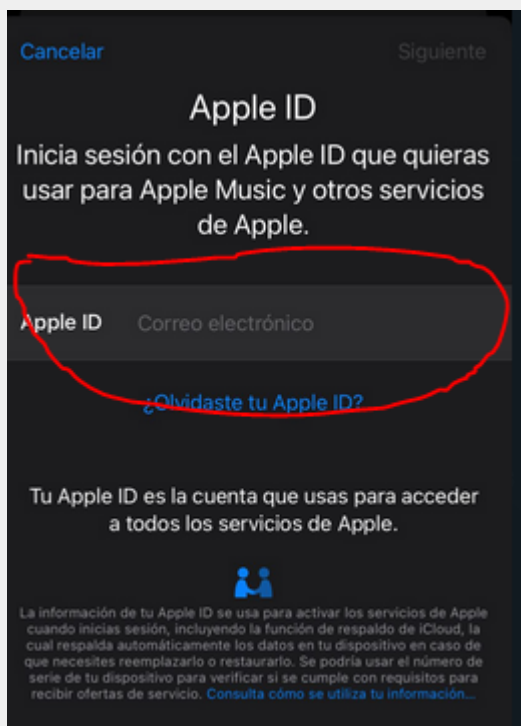 Cancelar
Siguiente
Apple ID
Inicia sesión con el Apple ID que quieras
usar para Apple Music y otros servicios
de Apple.
Apple ID
Correo electrónico
¿Olvidaste tu Apple ID?
Tu Apple ID es la cuenta que usas para acceder
a todos los servicios de Apple.
La información de tu Apple ID se usa para activar los servicios de Apple
cuando inicias sesión, incluyendo la función de respaldo de iCloud, la
cual respalda automáticamente los datos en tu dispositivo en caso de
que necesites reemplazarlo o restaurarlo. Se podría usar el número de
serie de tu dispositivo para verificar si se cumple con requisitos para
recibir ofertas de servicio. Consulta cómo se utiliza tu información...